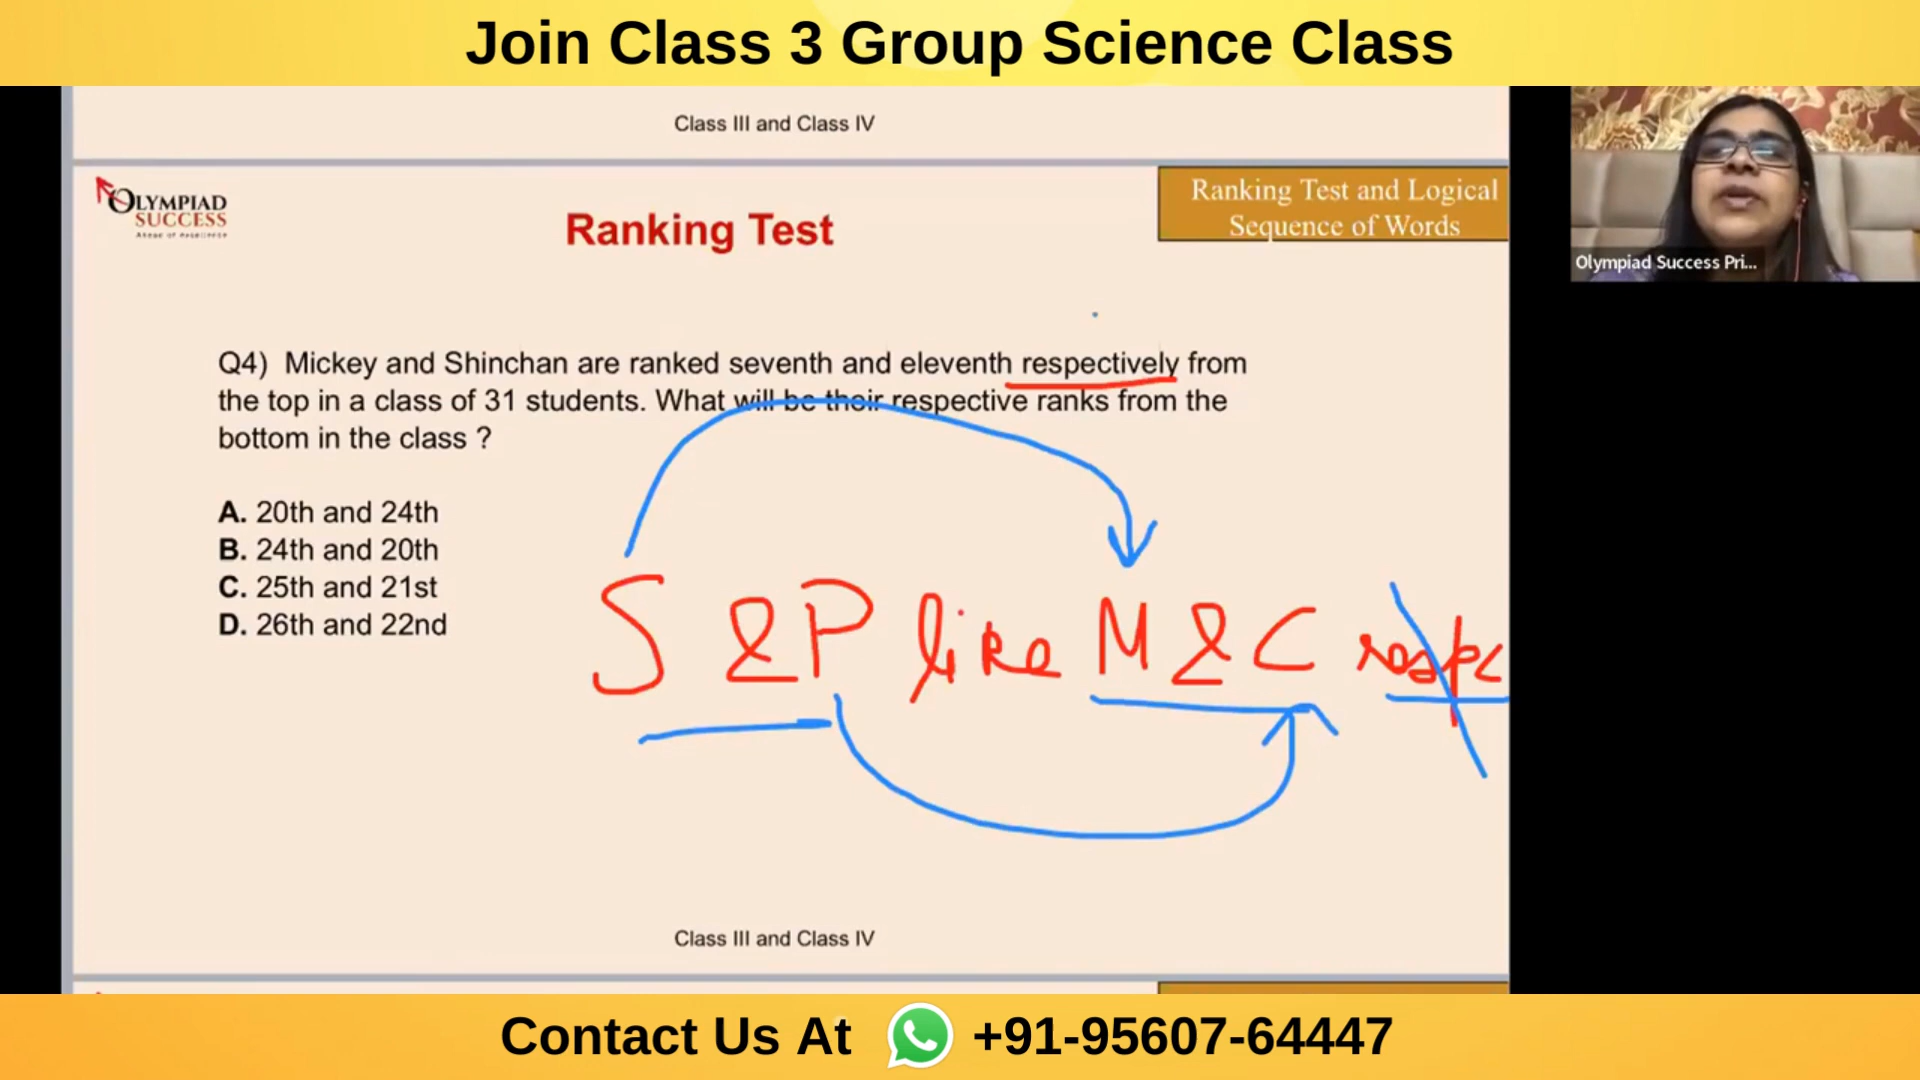 Join Class 3 Group Science Class
Class III and Class IV
OLYMPIAD
SUCCESS
Ranking Test
Ranking Test and Logical
Sequence of Words
Olympiad Success Pri...
Q4) Mickey and Shinchan are ranked seventh and eleventh respectively from
the top in a class of 31 students. What will be their respective ranks from the
bottom in the class ?
A. 20th and 24th
B. 24th and 20th
C. 25th and 21st
D. 26th and 22nd
S & P like M & C respc
Class III and Class IV
Contact Us At +91-95607-64447